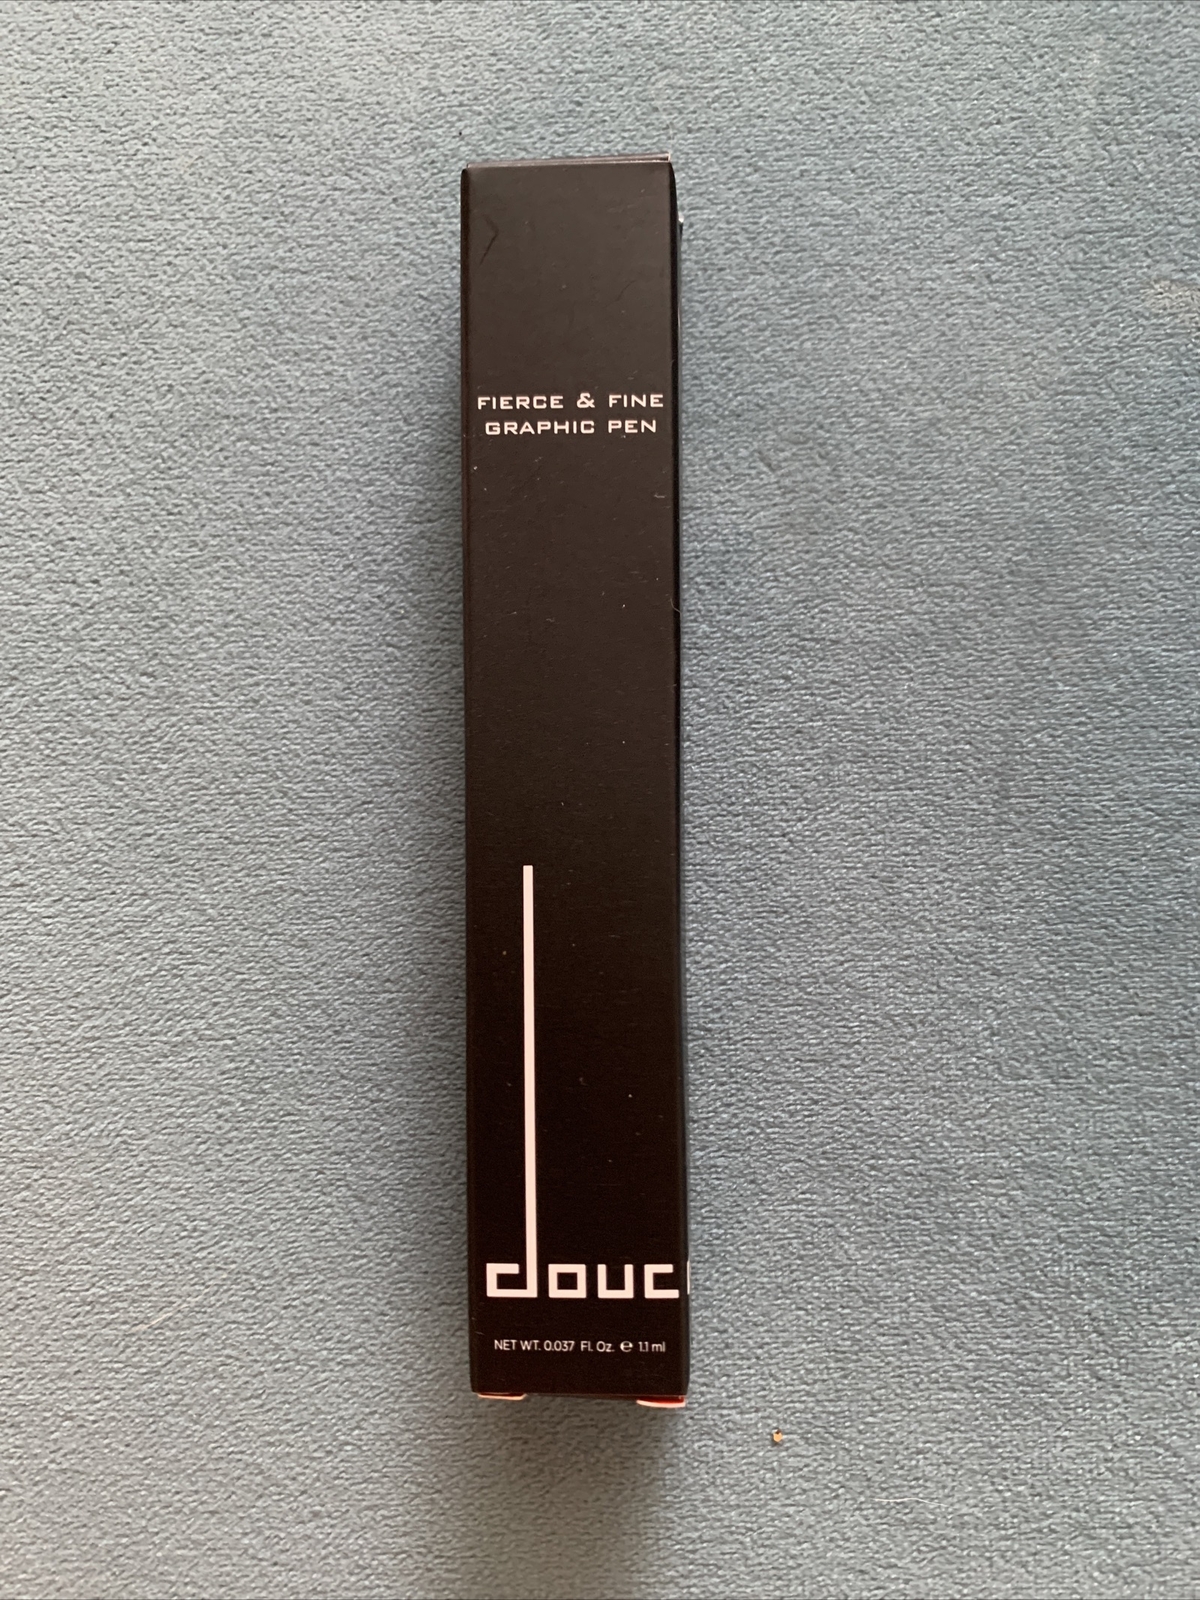 FIERCE & FINE
GRAPHIC PEN
douc
NET WT. 0.037 Fl. Oz. ℮ 1.1 ml